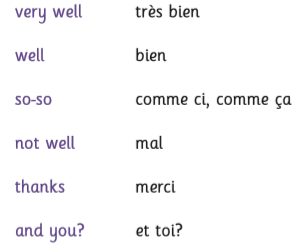 very well très bien
well bien
so-so comme ci, comme ça
not well mal
thanks merci
and you? et toi?